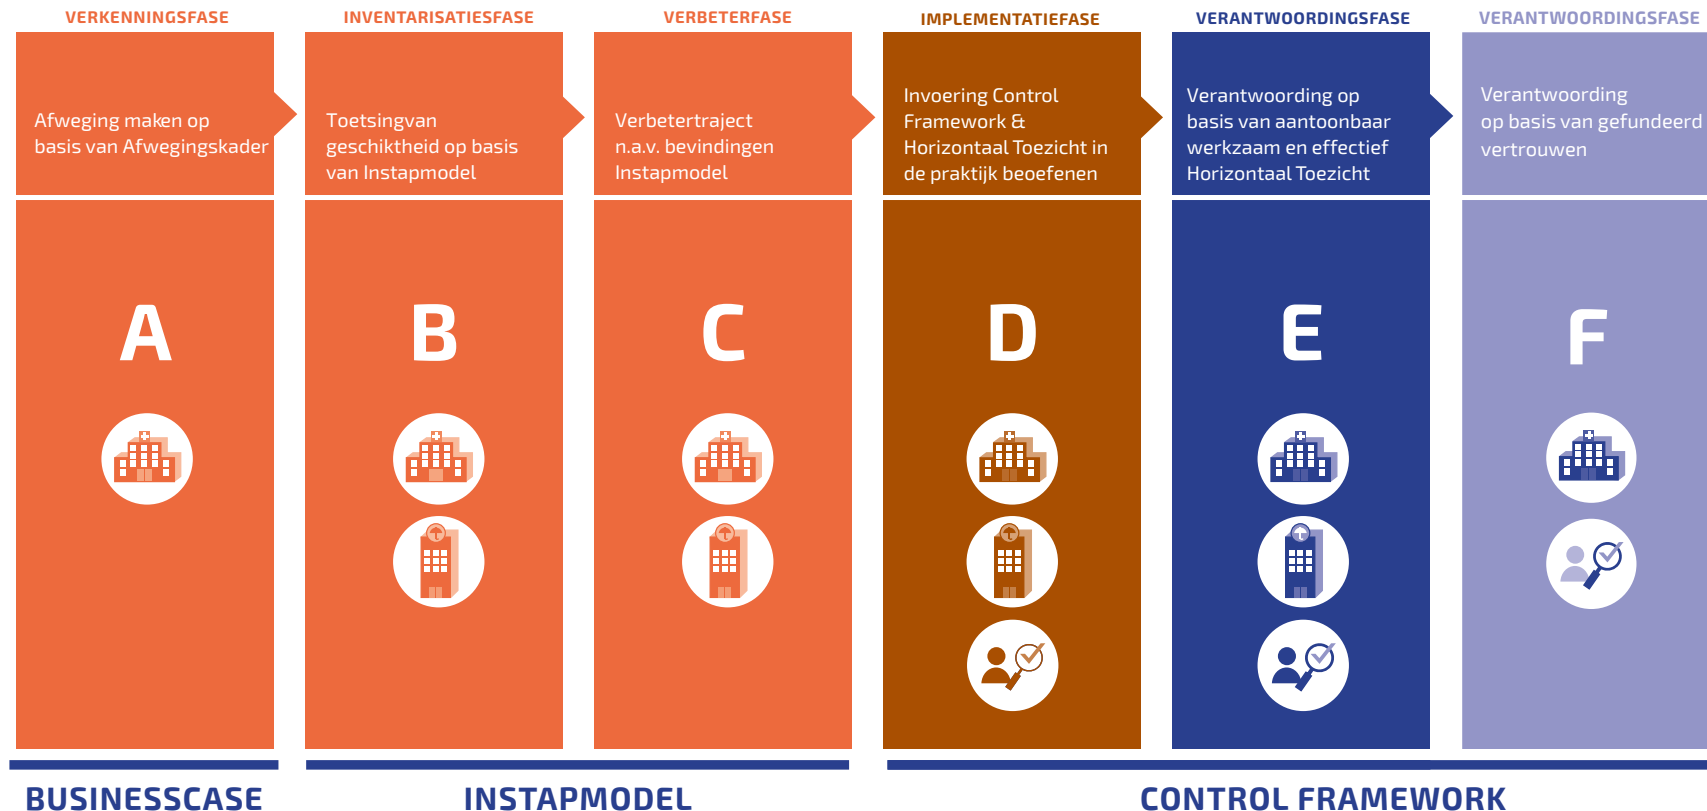 VERKENNINGSFASE
Afweging maken op
basis van Afwegingskader
A
INVENTARISATIESFASE
Toetsingvan
geschiktheid op basis
van Instapmodel
B
VERBETERFASE
Verbetertraject
n.a.v. bevindingen
Instapmodel
C
IMPLEMENTATIEFASE
Invoering Control
Framework &
Horizontaal Toezicht in
de praktijk beoefenen
D
VERANTWOORDINGSFASE
Verantwoording op
basis van aantoonbaar
werkzaam en effectief
Horizontaal Toezicht
E
VERANTWOORDINGSFASE
Verantwoording
op basis van gefundeerd
vertrouwen
F
BUSINESSCASE
INSTAPMODEL
CONTROL FRAMEWORK